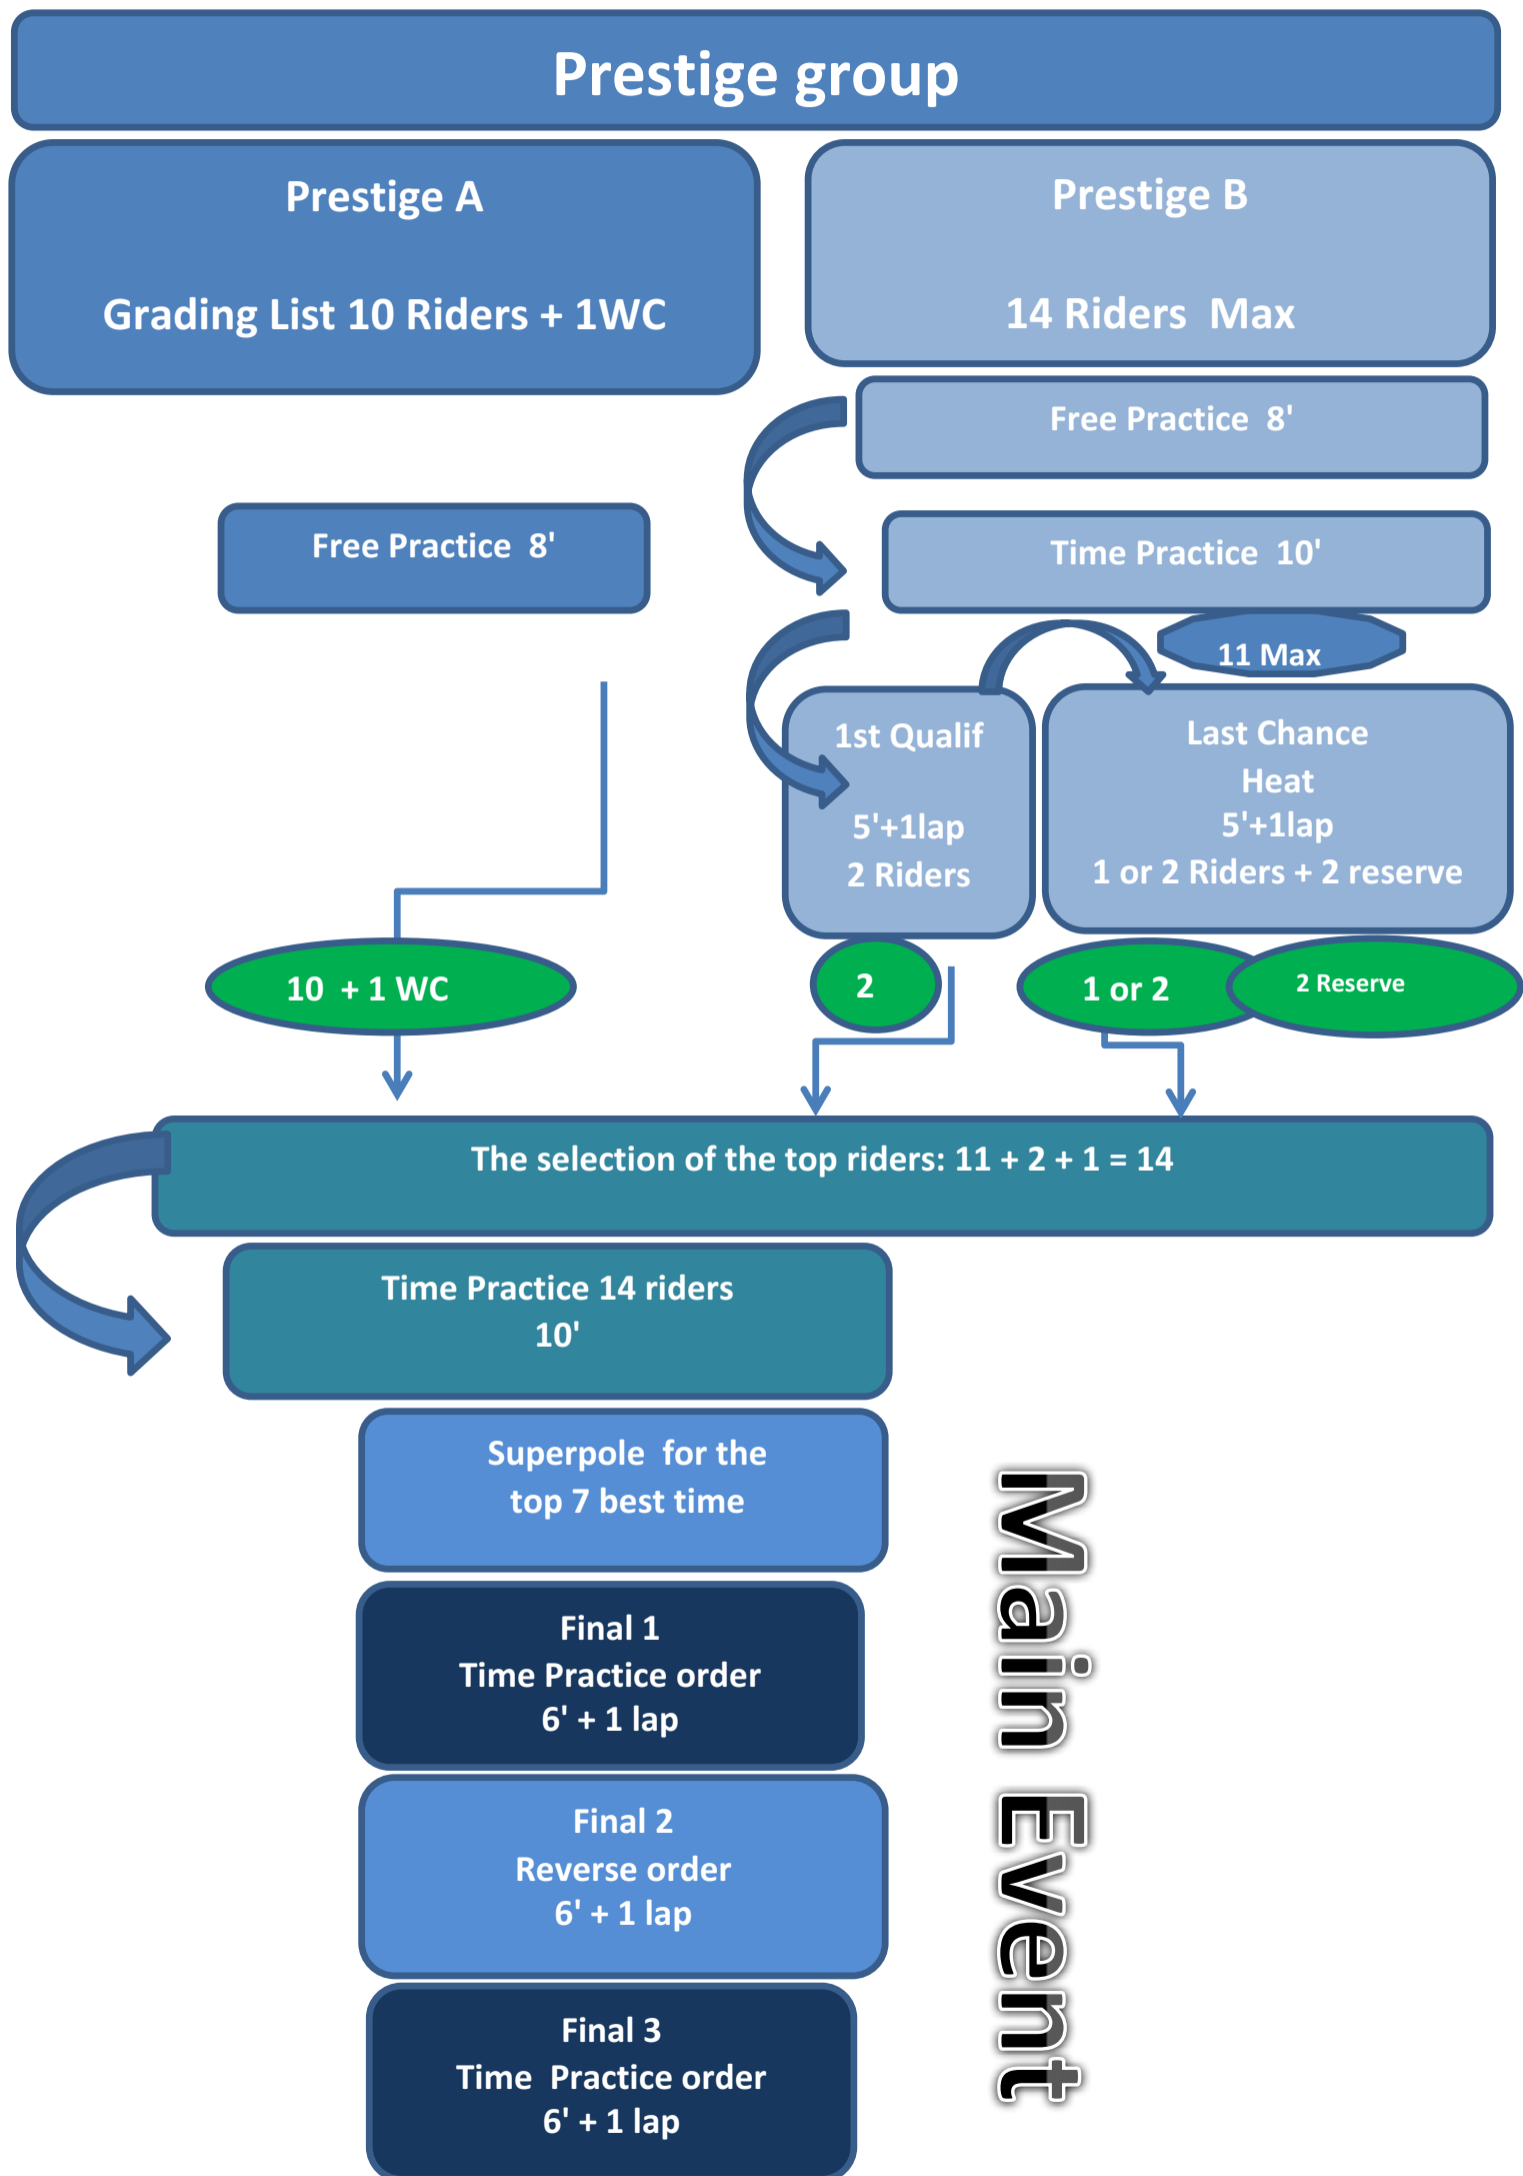 Prestige group
Prestige A
Grading List 10 Riders + 1WC
Prestige B
14 Riders Max
Free Practice 8'
Free Practice 8'
Time Practice 10'
11 Max
1st Qualif
5'+1lap
2 Riders
Last Chance
Heat
5'+1lap
1 or 2 Riders + 2 reserve
10 + 1 WC
2
1 or 2
2 Reserve
The selection of the top riders: 11 + 2 + 1 = 14
Time Practice 14 riders
10'
Superpole for the
top 7 best time
Final 1
Time Practice order
6' + 1 lap
Final 2
Reverse order
6' + 1 lap
Final 3
Time Practice order
6' + 1 lap
Main Event